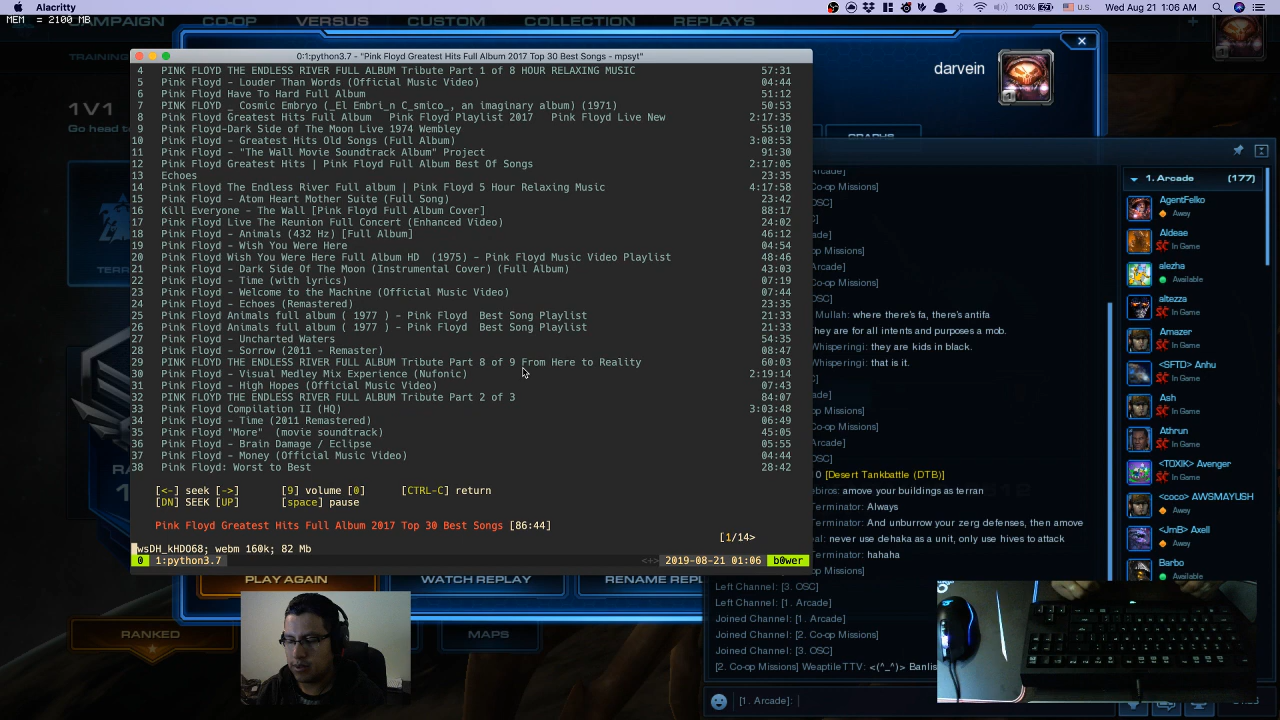 Alacritty
100%
U.S.
Wed Aug 21 1:06 AM
MEM = 2100 MB
CAMPAIGN CO-OP VERSUS CUSTOM COLLECTION REPLAYS
TRAINING
1V1
Go head t
TERR
0:1:python3.7 - "Pink Floyd Greatest Hits Full Album 2017 Top 30 Best Songs - mpsyt"
4 PINK FLOYD THE ENDLESS RIVER FULL ALBUM Tribute Part 1 of 8 HOUR RELAXING MUSIC 57:31
5 Pink Floyd - Louder Than Words (Official Music Video) 04:44
6 Pink Floyd Have To Hard Full Album 51:12
7 PINK FLOYD _ Cosmic Embryo (_El Embri_n C_smico_, an imaginary album) (1971) 50:53
8 Pink Floyd Greatest Hits Full Album Pink Floyd Playlist 2017 Pink Floyd Live New 2:17:35
9 Pink Floyd-Dark Side of The Moon Live 1974 Wembley 55:10
10 Pink Floyd - Greatest Hits Old Songs (Full Album) 3:08:53
11 Pink Floyd - "The Wall Movie Soundtrack Album" Project 91:30
12 Pink Floyd Greatest Hits | Pink Floyd Full Album Best Of Songs 2:17:05
13 Echoes 23:35
14 Pink Floyd The Endless River Full album | Pink Floyd 5 Hour Relaxing Music 4:17:58
15 Pink Floyd - Atom Heart Mother Suite (Full Song) 23:42
16 Kill Everyone - The Wall [Pink Floyd Full Album Cover] 88:17
17 Pink Floyd Live The Reunion Full Concert (Enhanced Video) 24:02
18 Pink Floyd - Animals (432 Hz) [Full Album] 46:12
19 Pink Floyd - Wish You Were Here 04:54
20 Pink Floyd Wish You Were Here Full Album HD (1975) - Pink Floyd Music Video Playlist 48:46
21 Pink Floyd - Dark Side Of The Moon (Instrumental Cover) (Full Album) 43:03
22 Pink Floyd - Time (with lyrics) 07:19
23 Pink Floyd - Welcome to the Machine (Official Music Video) 07:44
24 Pink Floyd - Echoes (Remastered) 23:35
25 Pink Floyd Animals full album ( 1977 ) - Pink Floyd Best Song Playlist 21:33
26 Pink Floyd Animals full album ( 1977 ) - Pink Floyd Best Song Playlist 21:33
27 Pink Floyd - Uncharted Waters 54:35
28 Pink Floyd - Sorrow (2011 - Remaster) 08:47
29 PINK FLOYD THE ENDLESS RIVER FULL ALBUM Tribute Part 8 of 9 From Here to Reality 60:03
30 Pink Floyd - Visual Medley Mix Experience (Nufonic) 2:19:14
31 Pink Floyd - High Hopes (Official Music Video) 07:43
32 PINK FLOYD THE ENDLESS RIVER FULL ALBUM Tribute Part 2 of 3 84:07
33 Pink Floyd Compilation II (HQ) 3:03:48
34 Pink Floyd - Time (2011 Remastered) 06:49
35 Pink Floyd "More" (movie soundtrack) 45:05
36 Pink Floyd - Brain Damage / Eclipse 05:55
37 Pink Floyd - Money (Official Music Video) 04:44
38 Pink Floyd: Worst to Best 28:42
[<-] seek [->] [9] volume [0] [CTRL-C] return
[DN] SEEK [UP] [space] pause
Pink Floyd Greatest Hits Full Album 2017 Top 30 Best Songs [86:44]
[1/14>
wsDH_kHDO68; webm 160k; 82 Mb
0 1:python3.7 <÷> 2019-08-21 01:06 b0wer
PLAY AGAIN WATCH REPLAY RENAME REPL
RANKED MAPS
darvein
GRAPHS
o-op Missions]
OSC]
ade]
o-op Missions]
OSC]
Mullah: where there's fa, there's antifa
hey are for all intents and purposes a mob.
Whisperingi: they are kids in black.
Whisperingi: that is it.
C]
op Missions]
C]
op Missions]
Arcade]
OSC]
0 [Desert Tankbattle (DTB)]
ebiros: amove your buildings as terran
Terminator: Always
Terminator: And unburrow your zerg defenses, then amove
al: never use dehaka as a unit, only use hives to attack
Terminator: hahaha
op Missions]
Left Channel: [3. OSC]
Left Channel: [1. Arcade]
Joined Channel: [1. Arcade]
Joined Channel: [2. Co-op Missions]
Joined Channel: [3. OSC]
[2. Co-op Missions] WeaptileTTV: <(^_^)> Banlis
[1. Arcade]:
1. Arcade (177)
AgentFelko
Away
Aldeae
In Game
alezha
Available
altezza
In Game
Amazer
In Game
<SFTD> Anhu
In Game
Ash
In Game
Athrun
In Game
<TOXIK> Avenger
In Game
<coco> AWSMAYUSH
In Game
<JmB> Axell
Away
Barbo
Available